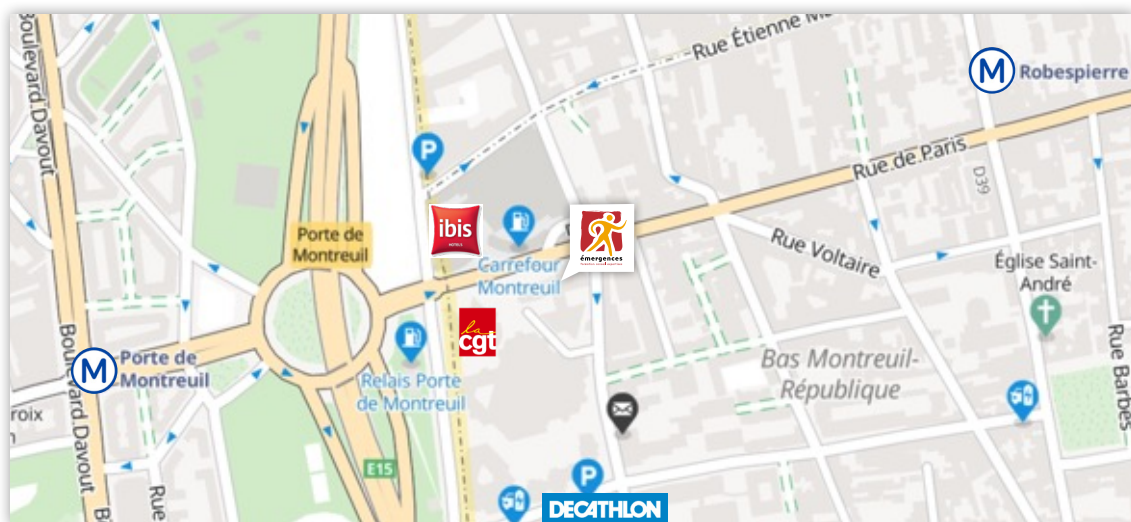 Boulevard Davout
Rue Étienne Ma
M
Robespierre
P
Rue de Paris
D39
ibis
HOTELS
émergences
Porte de
Montreuil
Carrefour
Montreuil
Rue Voltaire
Église Saint-
André
la
cgt
M
Porte de
Montreuil
Boulevard Davout
Relais Porte
de Montreuil
Bas Montreuil-
République
Rue Barbès
roix
E15
Rue
P
DECATHLON